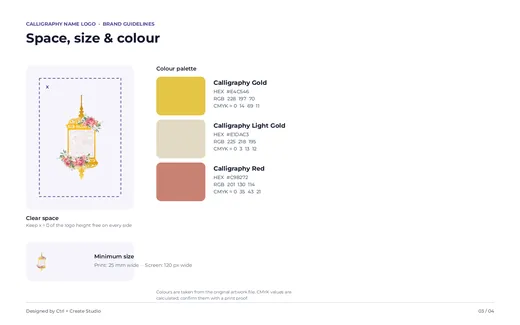 CALLIGRAPHY NAME LOGO · BRAND GUIDELINES
Space, size & colour
x
Clear space
Keep x = 0 of the logo height free on every side
Minimum size
Print: 25 mm wide · Screen: 120 px wide
Colour palette
Calligraphy Gold
HEX #E4C546
RGB 228 197 70
CMYK ≈ 0 14 69 11
Calligraphy Light Gold
HEX #E1DAC3
RGB 225 218 195
CMYK ≈ 0 3 13 12
Calligraphy Red
HEX #C98272
RGB 201 130 114
CMYK ≈ 0 35 43 21
Colours are taken from the original artwork file. CMYK values are
calculated; confirm them with a print proof.
Designed by Ctrl + Create Studio
03 / 04